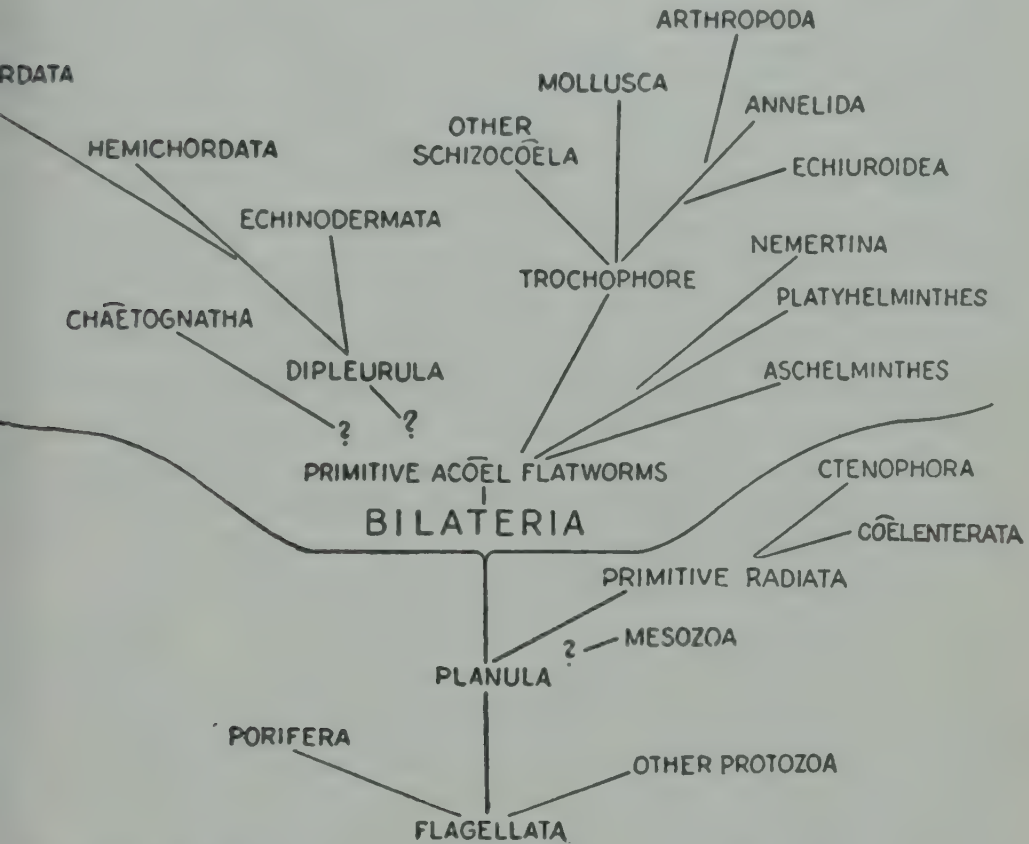 ARTHROPODA
RDATA
MOLLUSCA
ANNELIDA
OTHER
SCHIZOCOELA
HEMICHORDATA
ECHIUROIDEA
ECHINODERMATA
NEMERTINA
TROCHOPHORE
PLATYHELMINTHES
CHAETOGNATHA
DIPLEURULA
ASCHELMINTHES
? ?
PRIMITIVE ACOEL FLATWORMS
CTENOPHORA
BILATERIA
COELENTERATA
PRIMITIVE RADIATA
? MESOZOA
PLANULA
PORIFERA
OTHER PROTOZOA
FLAGELLATA